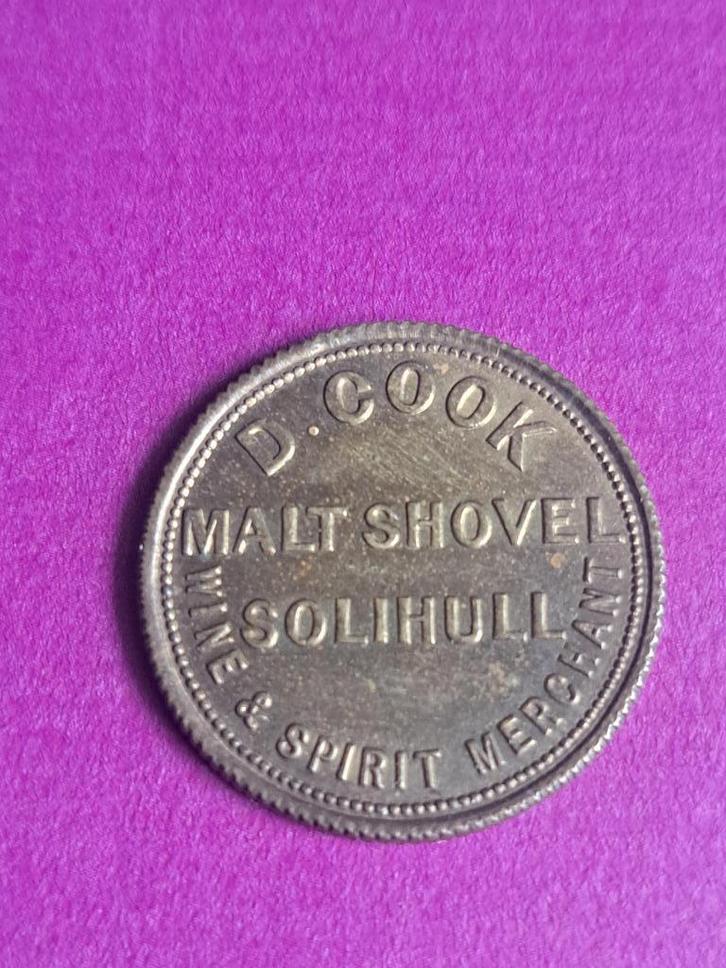 D. COOK
MALT SHOVEL
SOLIHULL
WINE & SPIRIT MERCHANT